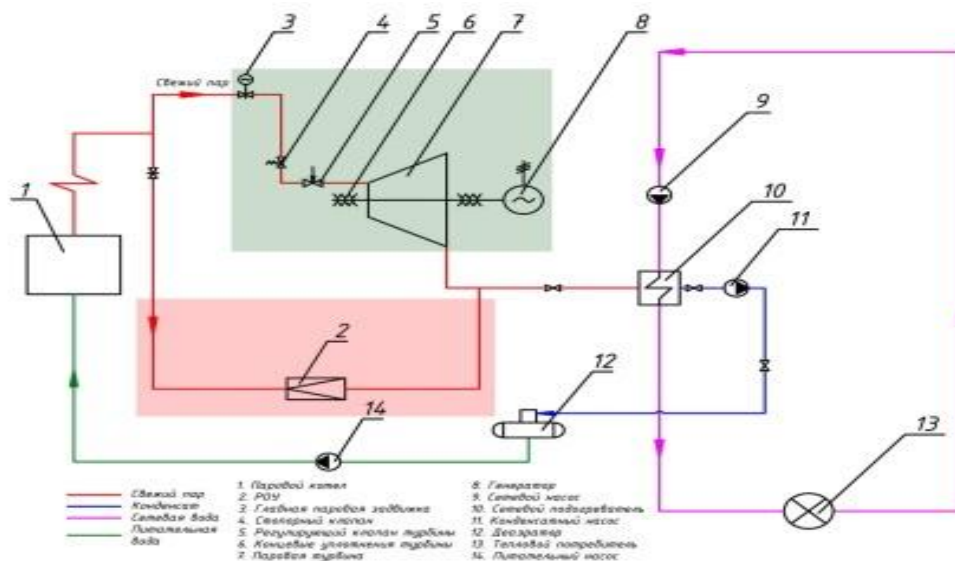 3
4
5
6
7
8
Свежий пар
9
1
10
11
2
12
14
13
Свежий пар
Конденсат
Сетевая вода
Питательная
вода
1. Паровой котел
2. РОУ
3. Главная паровая задвижка
4. Стопорный клапан
5. Регулирующий клапан турбины
6. Концевые уплотнения турбины
7. Паровая турбина
8. Генератор
9. Сетевой насос
10. Сетевой подогреватель
11. Конденсатный насос
12. Деаэратор
13. Тепловой потребитель
14. Питательный насос